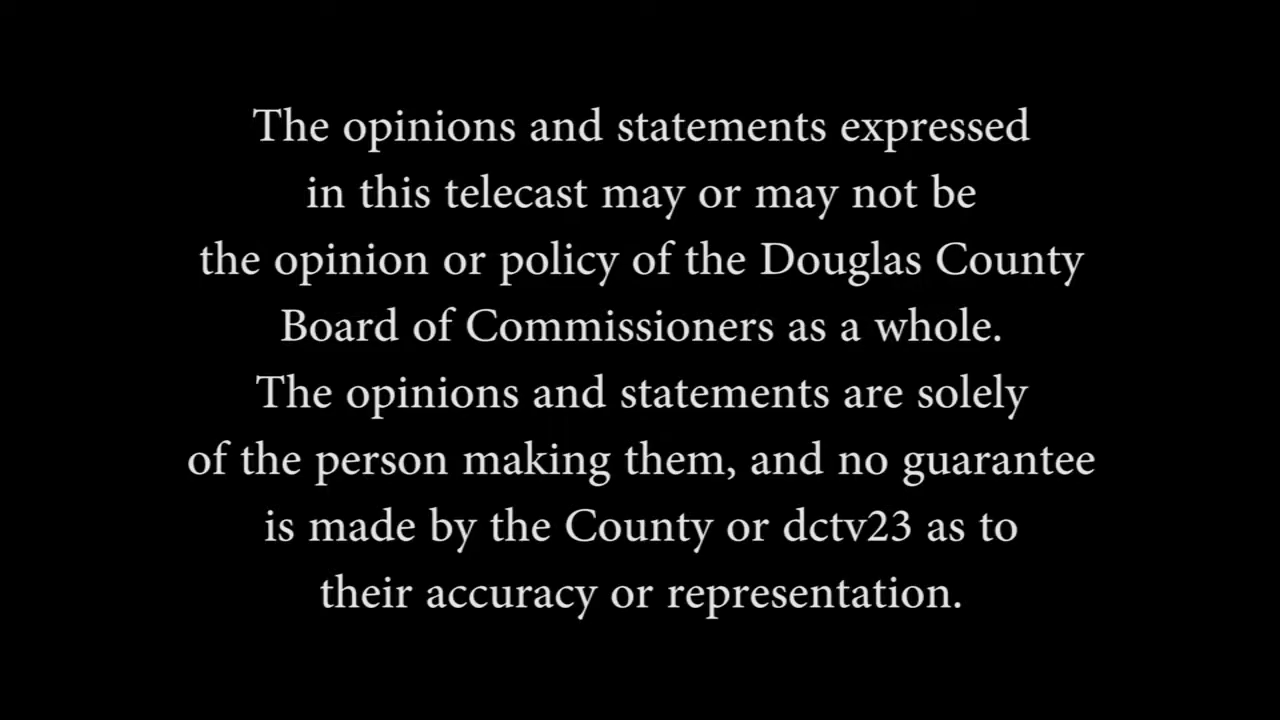 The opinions and statements expressed
in this telecast may or may not be
the opinion or policy of the Douglas County
Board of Commissioners as a whole.
The opinions and statements are solely
of the person making them, and no guarantee
is made by the County or dctv23 as to
their accuracy or representation.